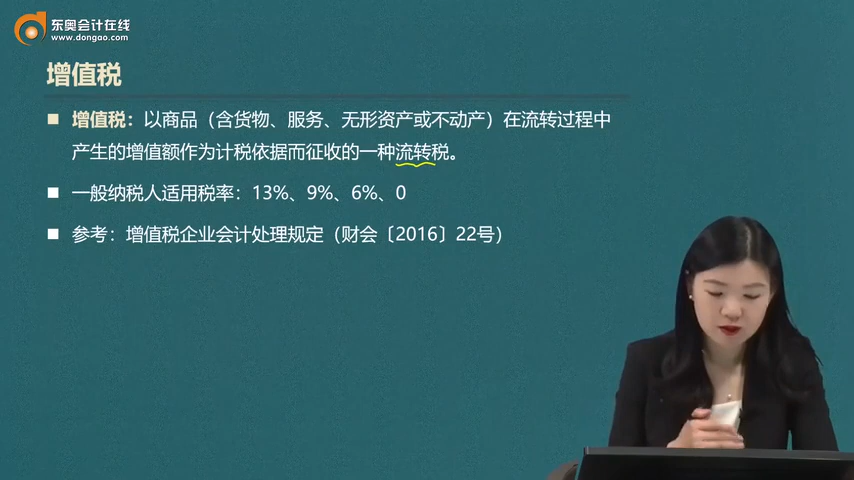 东奥会计在线
www.dongao.com
增值税
增值税：以商品（含货物、服务、无形资产或不动产）在流转过程中
产生的增值额作为计税依据而征收的一种流转税。
一般纳税人适用税率：13%、9%、6%、0
参考：增值税企业会计处理规定（财会〔2016〕22号）